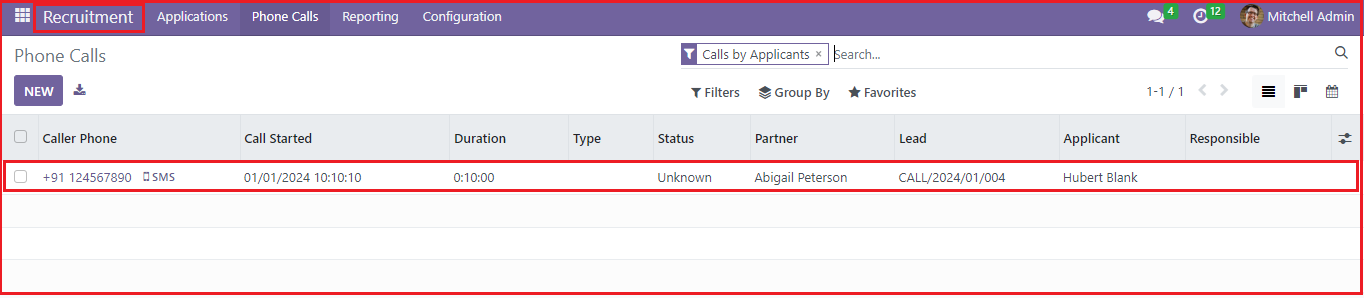 Recruitment Applications Phone Calls Reporting Configuration 4 12 Mitchell Admin
Phone Calls Calls by Applicants × Search...
NEW Filters Group By Favorites 1-1 / 1
Caller Phone Call Started Duration Type Status Partner Lead Applicant Responsible
+91 124567890 SMS 01/01/2024 10:10:10 0:10:00 Unknown Abigail Peterson CALL/2024/01/004 Hubert Blank